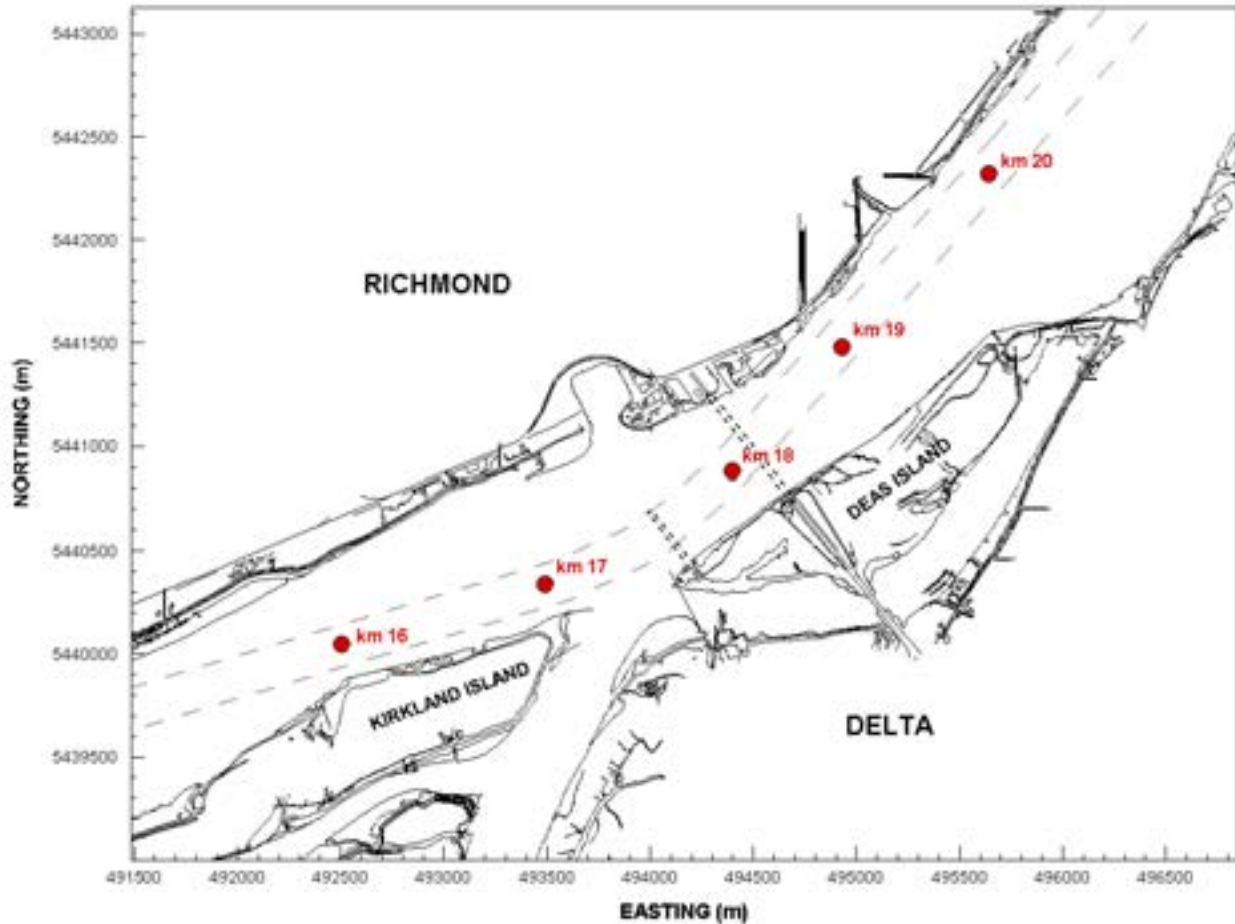 5443000
5442500
km 20
5442000
RICHMOND
5441500
km 19
NORTHING (m)
5441000
km 18
DEAS ISLAND
5440500
km 17
km 16
5440000
KIRKLAND ISLAND
DELTA
5439500
491500 492000 492500 493000 493500 494000 494500 495000 495500 496000 496500
EASTING (m)